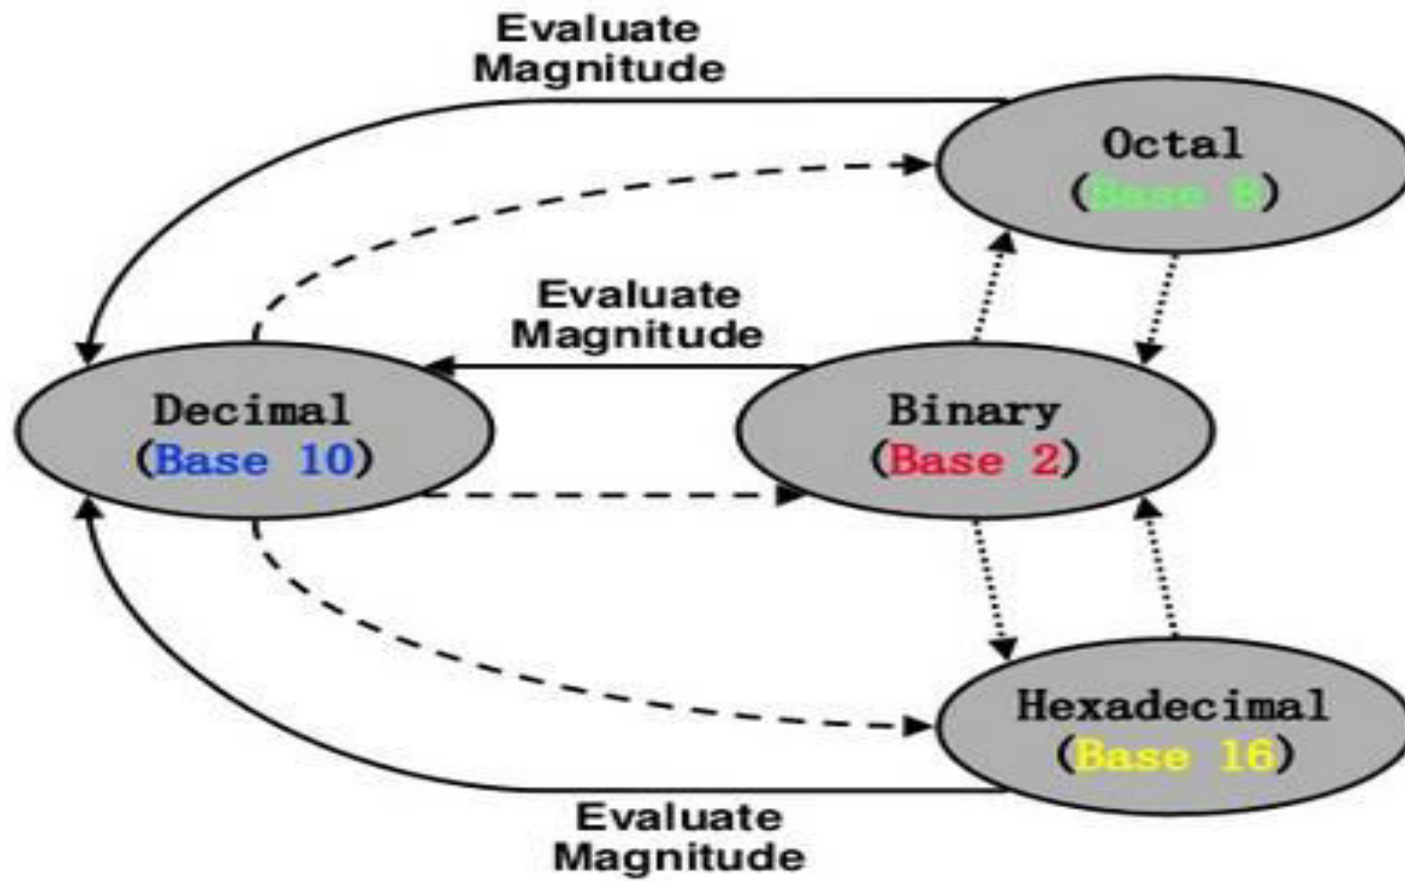 Evaluate
Magnitude
Octal
(Base 8)
Evaluate
Magnitude
Decimal
(Base 10)
Binary
(Base 2)
Hexadecimal
(Base 16)
Evaluate
Magnitude